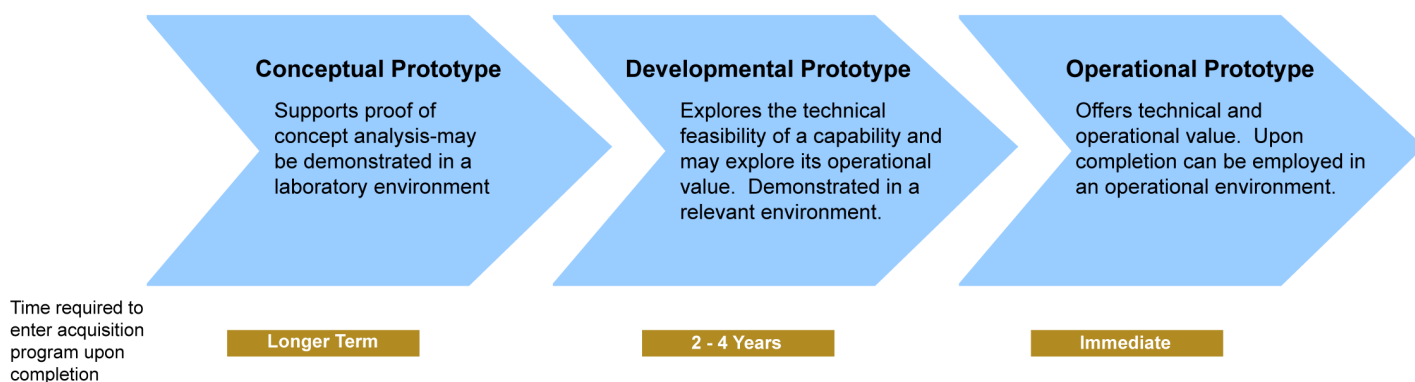 Conceptual Prototype
Supports proof of
concept analysis-may
be demonstrated in a
laboratory environment
Developmental Prototype
Explores the technical
feasibility of a capability and
may explore its operational
value.  Demonstrated in a
relevant environment.
Operational Prototype
Offers technical and
operational value.  Upon
completion can be employed in
an operational environment.
Time required to
enter acquisition
program upon
completion
Longer Term
2 - 4 Years
Immediate